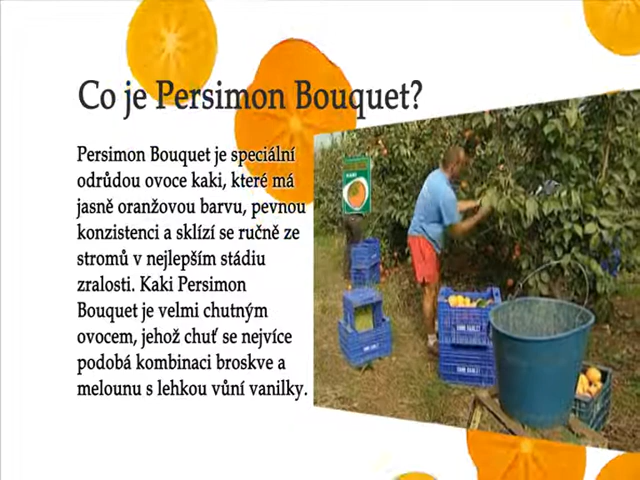 Co je Persimon Bouquet?
Persimon Bouquet je speciální
odrůdou ovoce kaki, které má
jasně oranžovou barvu, pevnou
konzistenci a sklízí se ručně ze
stromů v nejlepším stádiu
zralosti. Kaki Persimon
Bouquet je velmi chutným
ovocem, jehož chuť se nejvíce
podobá kombinaci broskve a
melounu s lehkou vůní vanilky.